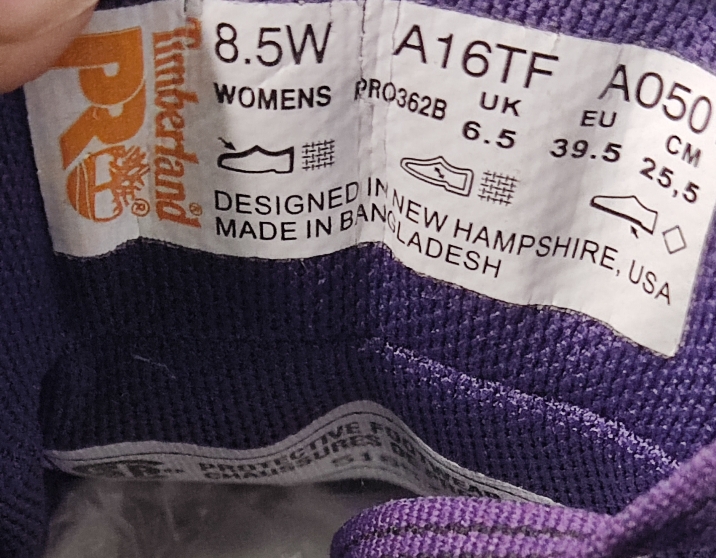 Timberland®
PRO®
8.5W A16TF A050
WOMENS PRO362B UK EU CM
6.5 39.5 25,5
DESIGNED IN NEW HAMPSHIRE, USA
MADE IN BANGLADESH
PROTECTIVE
CHAUSSURES